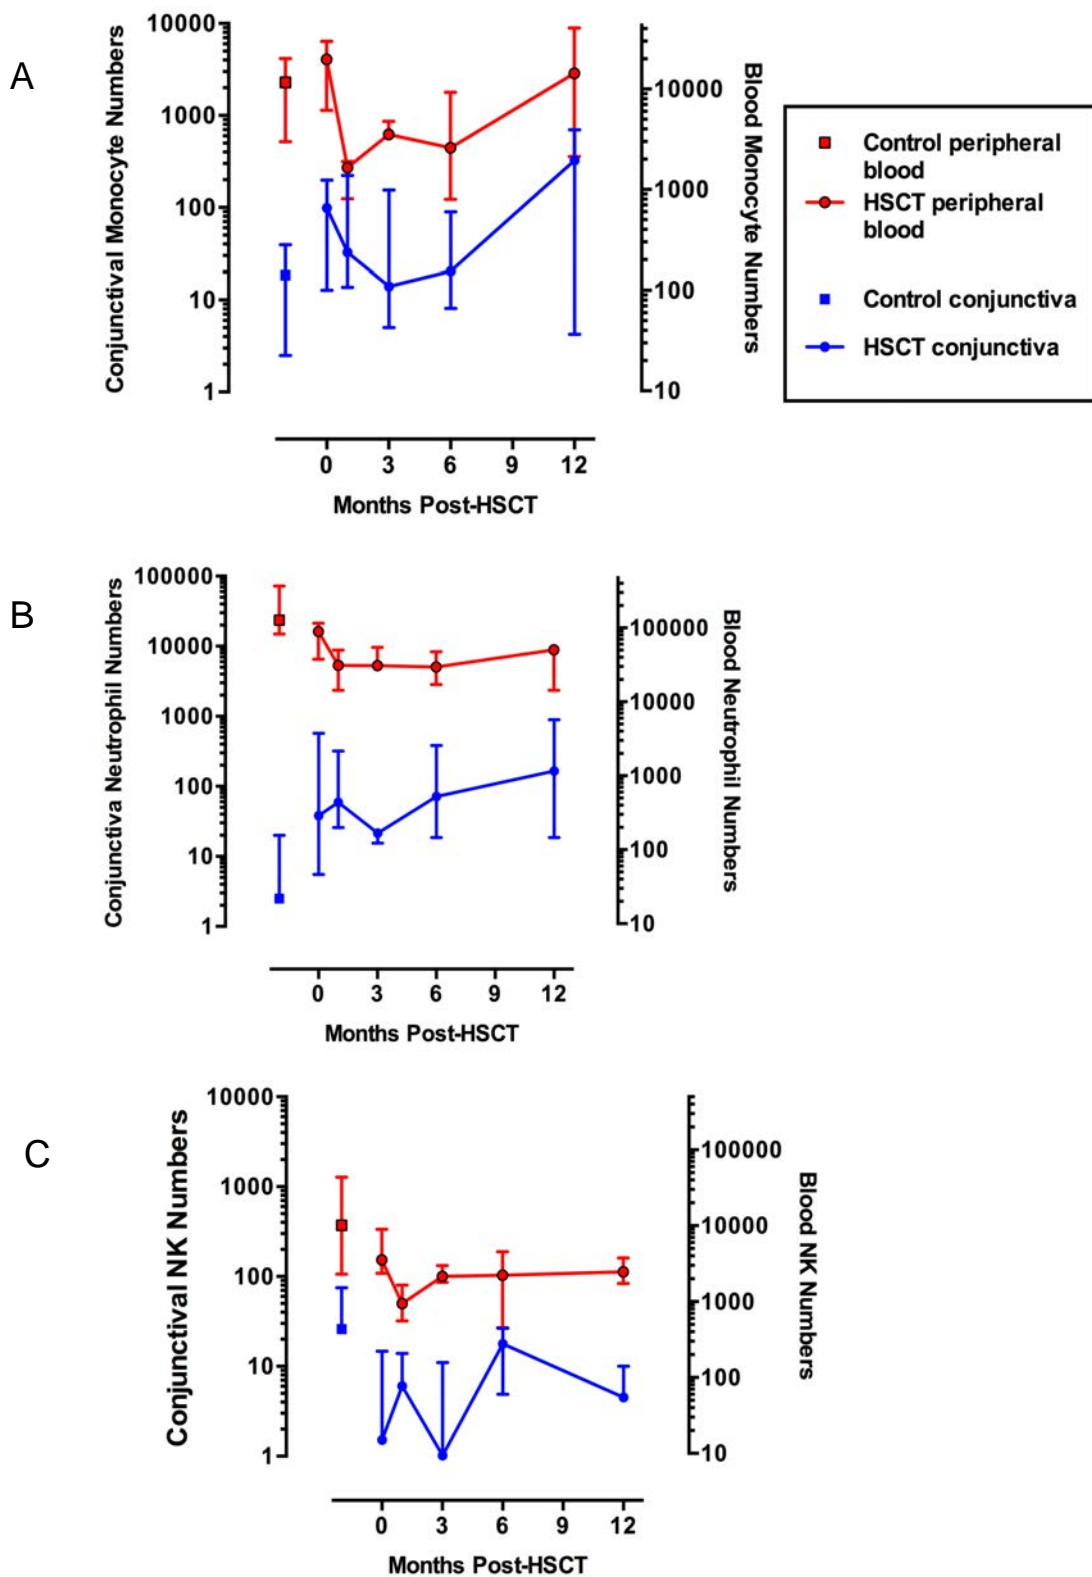 A
Conjunctival Monocyte Numbers
10000
1000
100
10
1
10000
1000
100
10
Blood Monocyte Numbers
0 3 6 9 12
Months Post-HSCT
Control peripheral
blood
HSCT peripheral
blood
Control conjunctiva
HSCT conjunctiva
B
Conjunctiva Neutrophil Numbers
100000
10000
1000
100
10
1
100000
10000
1000
100
10
Blood Neutrophil Numbers
0 3 6 9 12
Months Post-HSCT
C
Conjunctival NK Numbers
10000
1000
100
10
1
100000
10000
1000
100
10
Blood NK Numbers
0 3 6 9 12
Months Post-HSCT